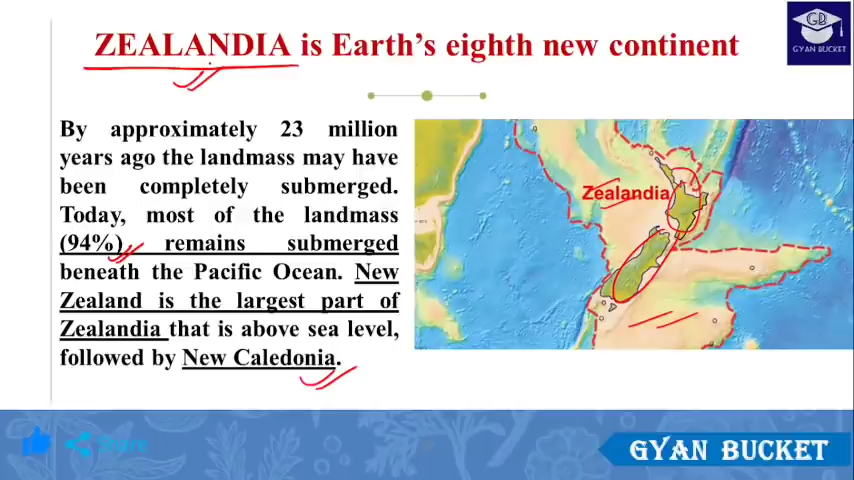 ZEALANDIA is Earth's eighth new continent
GB
GYAN BUCKET
By approximately 23 million
years ago the landmass may have
been completely submerged.
Today, most of the landmass
(94%) remains submerged
beneath the Pacific Ocean. New
Zealand is the largest part of
Zealandia that is above sea level,
followed by New Caledonia.
Zealandia
Share
GYAN BUCKET